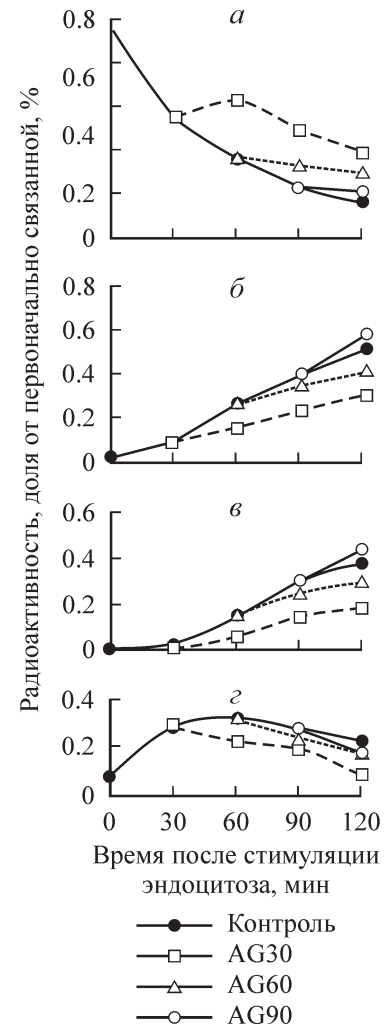 Радиоактивность, доля от первоначально связанной, %
а
0.8
0.6
0.4
0.2
0
б
0.8
0.6
0.4
0.2
0
в
0.6
0.4
0.2
0
г
0.4
0.2
0
0 30 60 90 120
Время после стимуляции
эндоцитоза, мин
Контроль
AG30
AG60
AG90